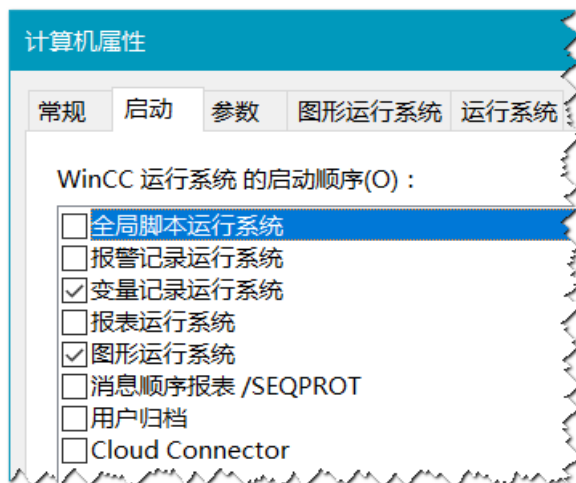 计算机属性
常规 启动 参数 图形运行系统 运行系统
WinCC 运行系统 的启动顺序(O)：
全局脚本运行系统
报警记录运行系统
变量记录运行系统
报表运行系统
图形运行系统
消息顺序报表 /SEQPROT
用户归档
Cloud Connector